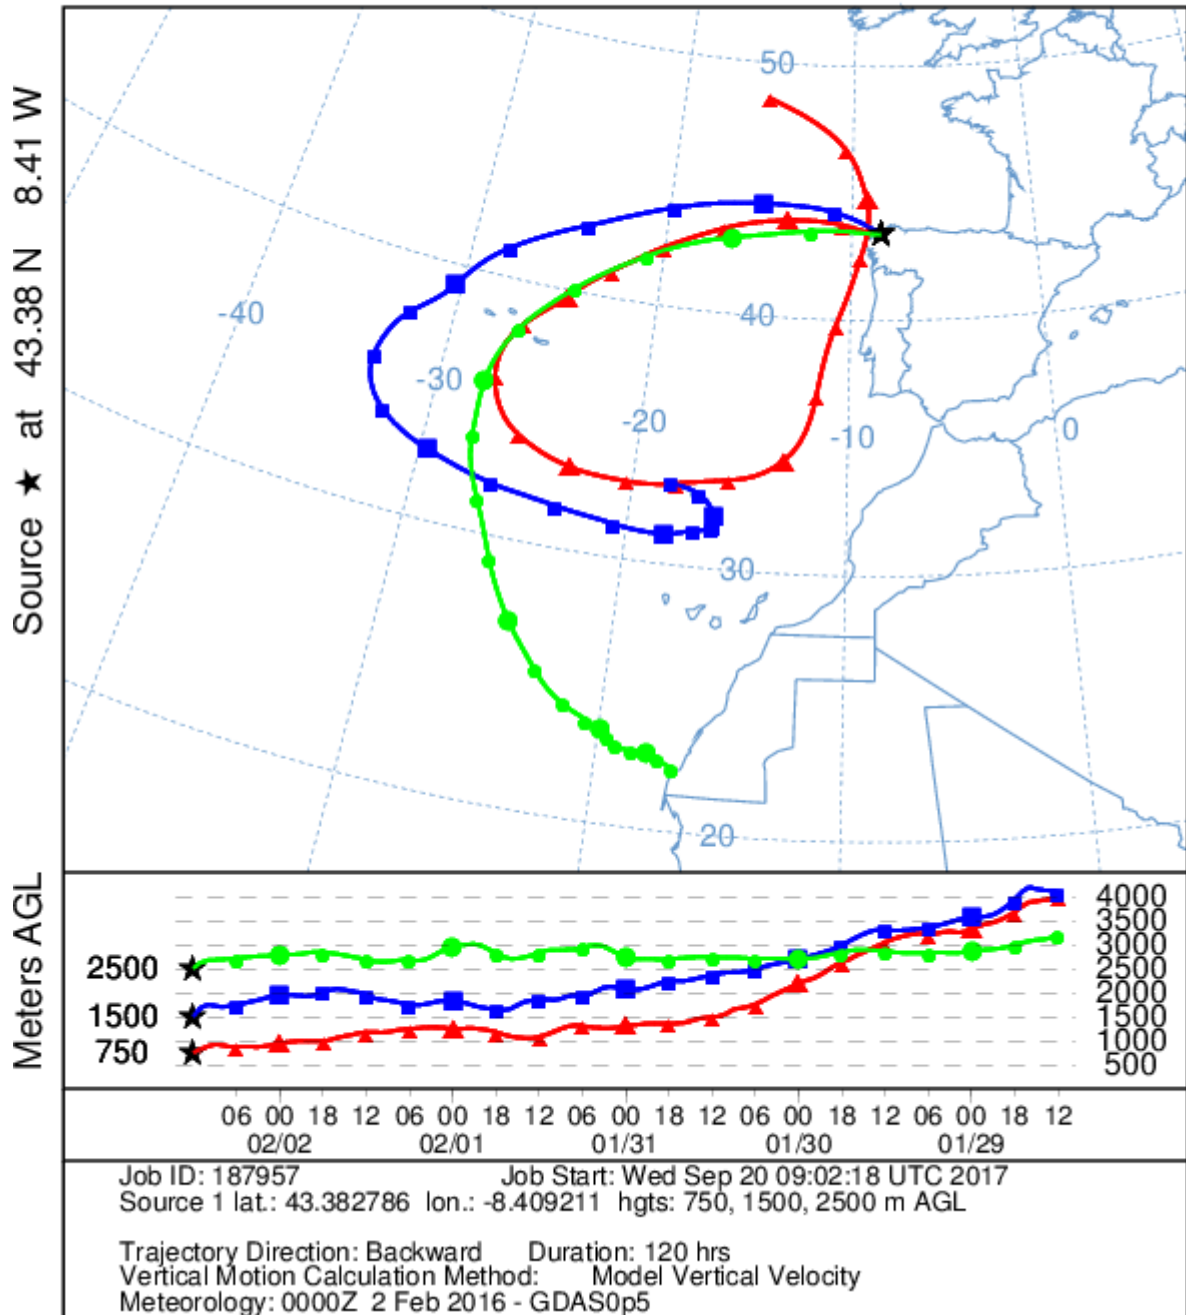 Source ★ at 43.38 N 8.41 W
50
-40
40
-30
-20
-10
0
30
20
Meters AGL
2500
1500
750
4000
3500
3000
2500
2000
1500
1000
500
06 00 18 12 06 00 18 12 06 00 18 12 06 00 18 12 06 00 18 12
02/02 02/01 01/31 01/30 01/29
Job ID: 187957 Job Start: Wed Sep 20 09:02:18 UTC 2017
Source 1 lat.: 43.382786 lon.: -8.409211 hgts: 750, 1500, 2500 m AGL
Trajectory Direction: Backward Duration: 120 hrs
Vertical Motion Calculation Method: Model Vertical Velocity
Meteorology: 0000Z 2 Feb 2016 - GDAS0p5